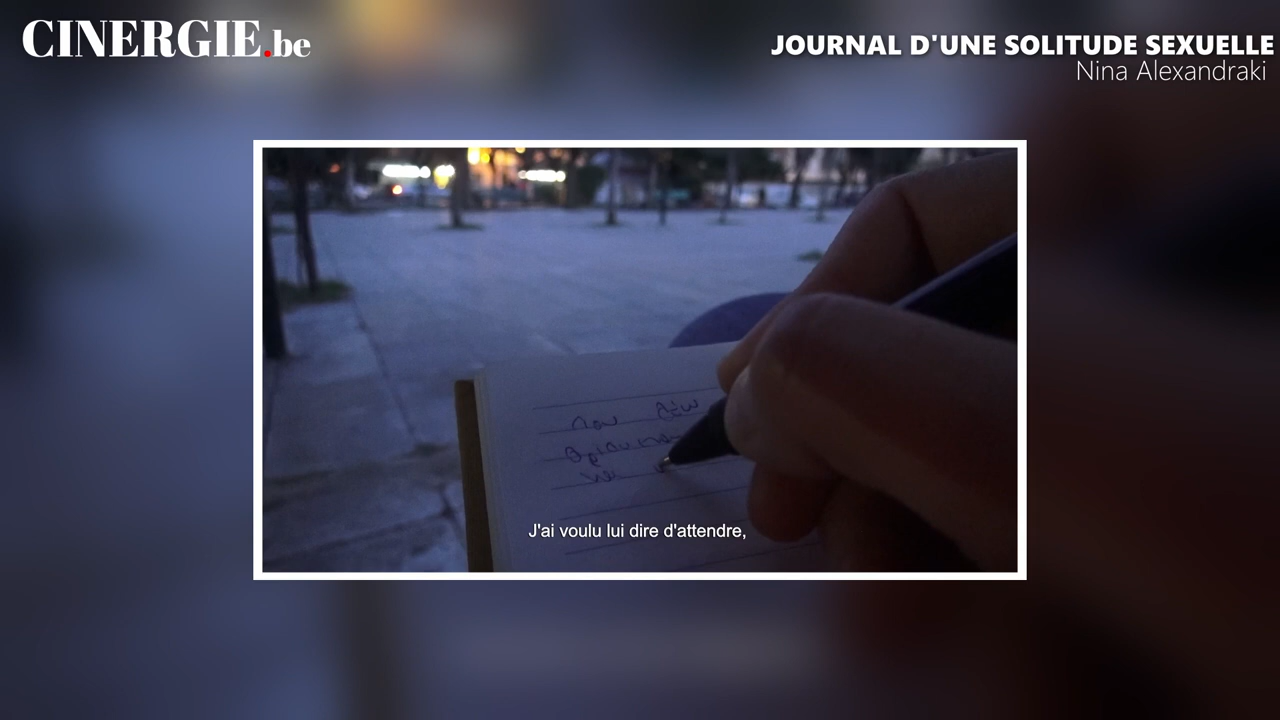 CINERGIE.be
JOURNAL D'UNE SOLITUDE SEXUELLE
Nina Alexandraki
J'ai voulu lui dire d'attendre,